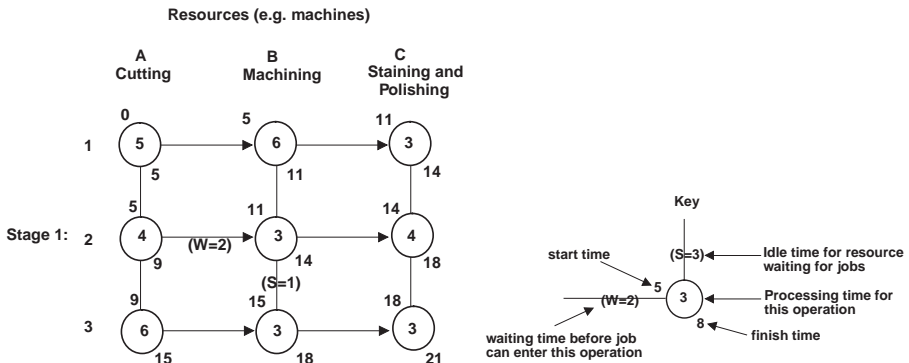 Resources (e.g. machines)
A
Cutting
B
Machining
C
Staining and
Polishing
0
5
11
1
5
6
3
5
11
14
5
11
14
Stage 1:
2
4
(W=2)
3
4
9
14
18
(S=1)
9
15
18
3
6
3
3
15
18
21
Key
(S=3)
Idle time for resource
waiting for jobs
start time
5
(W=2)
3
Processing time for
this operation
8
finish time
waiting time before job
can enter this operation